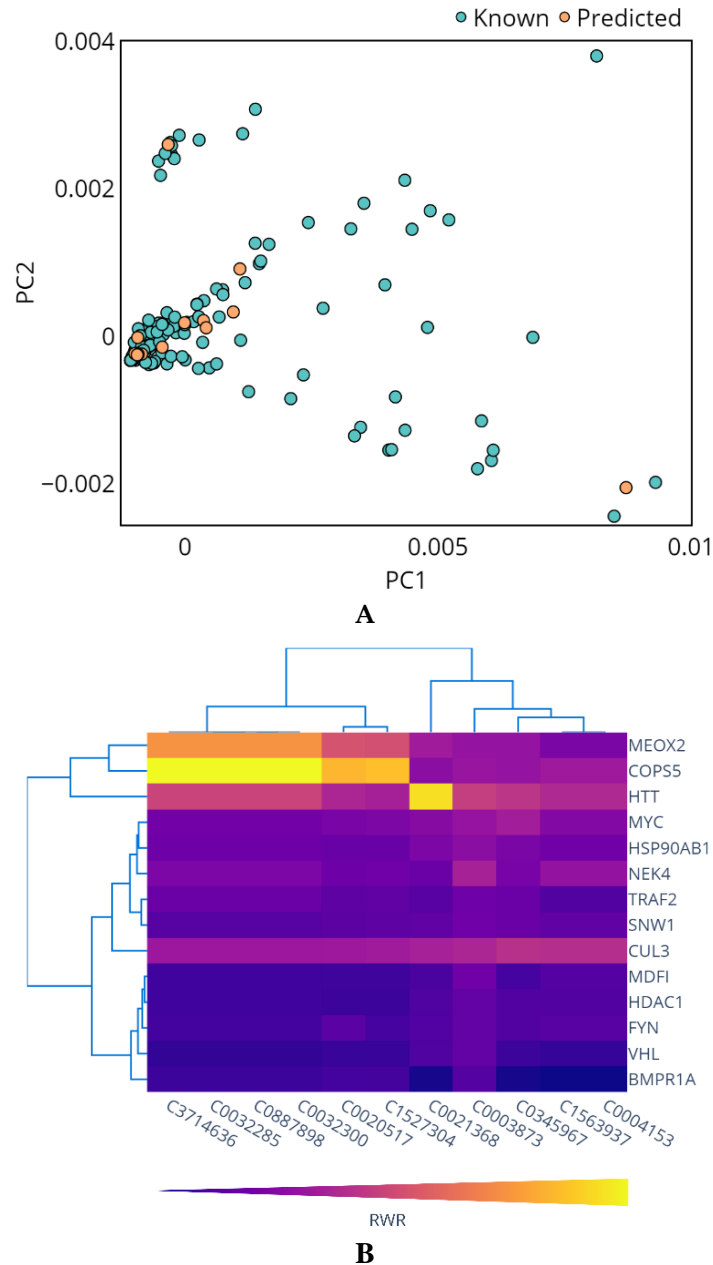 Known Predicted
0.004
0.002
0
−0.002
PC2
0 0.005 0.01
PC1
A
MEOX2
COPS5
HTT
MYC
HSP90AB1
NEK4
TRAF2
SNW1
CUL3
MDFI
HDAC1
FYN
VHL
BMPR1A
C3714636 C0032285 C0887898 C0032300 C0020517 C1527304 C0021368 C0003873 C0345967 C1563937 C0004153
RWR
B